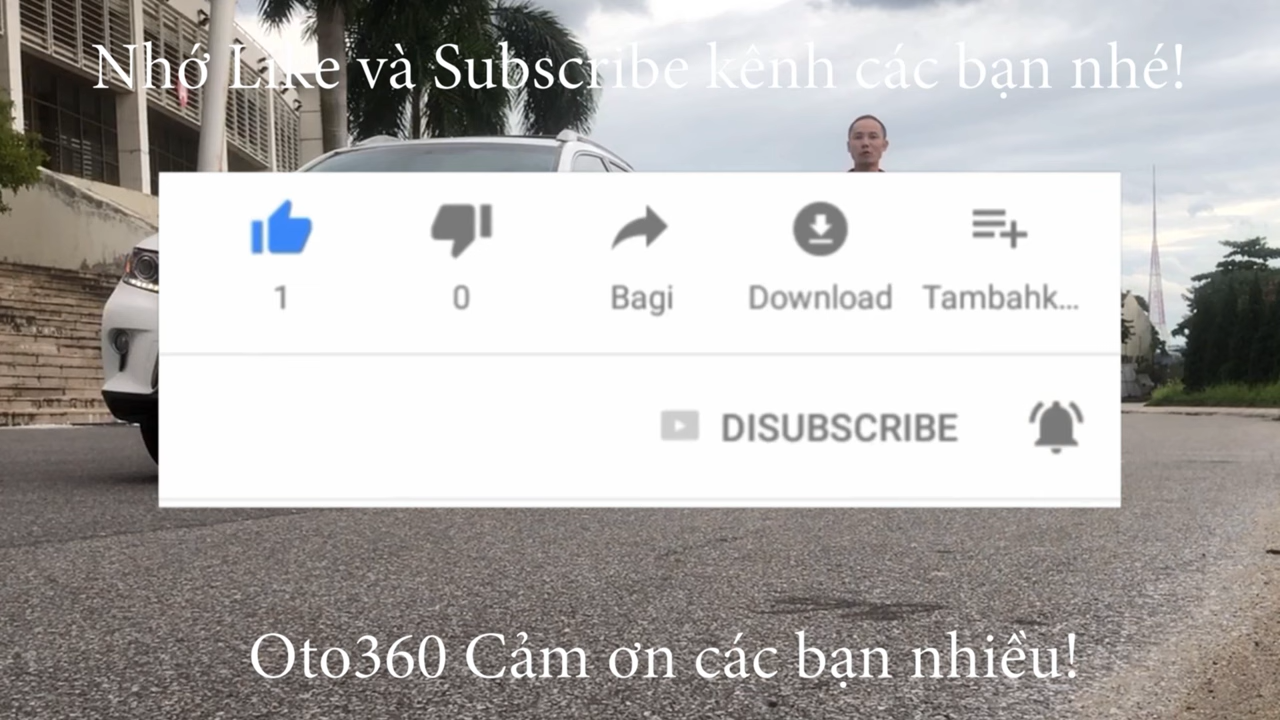 Nhớ Like và Subscribe kênh các bạn nhé!
1 0 Bagi Download Tambahk...
DISUBSCRIBE
Oto360 Cảm ơn các bạn nhiều!